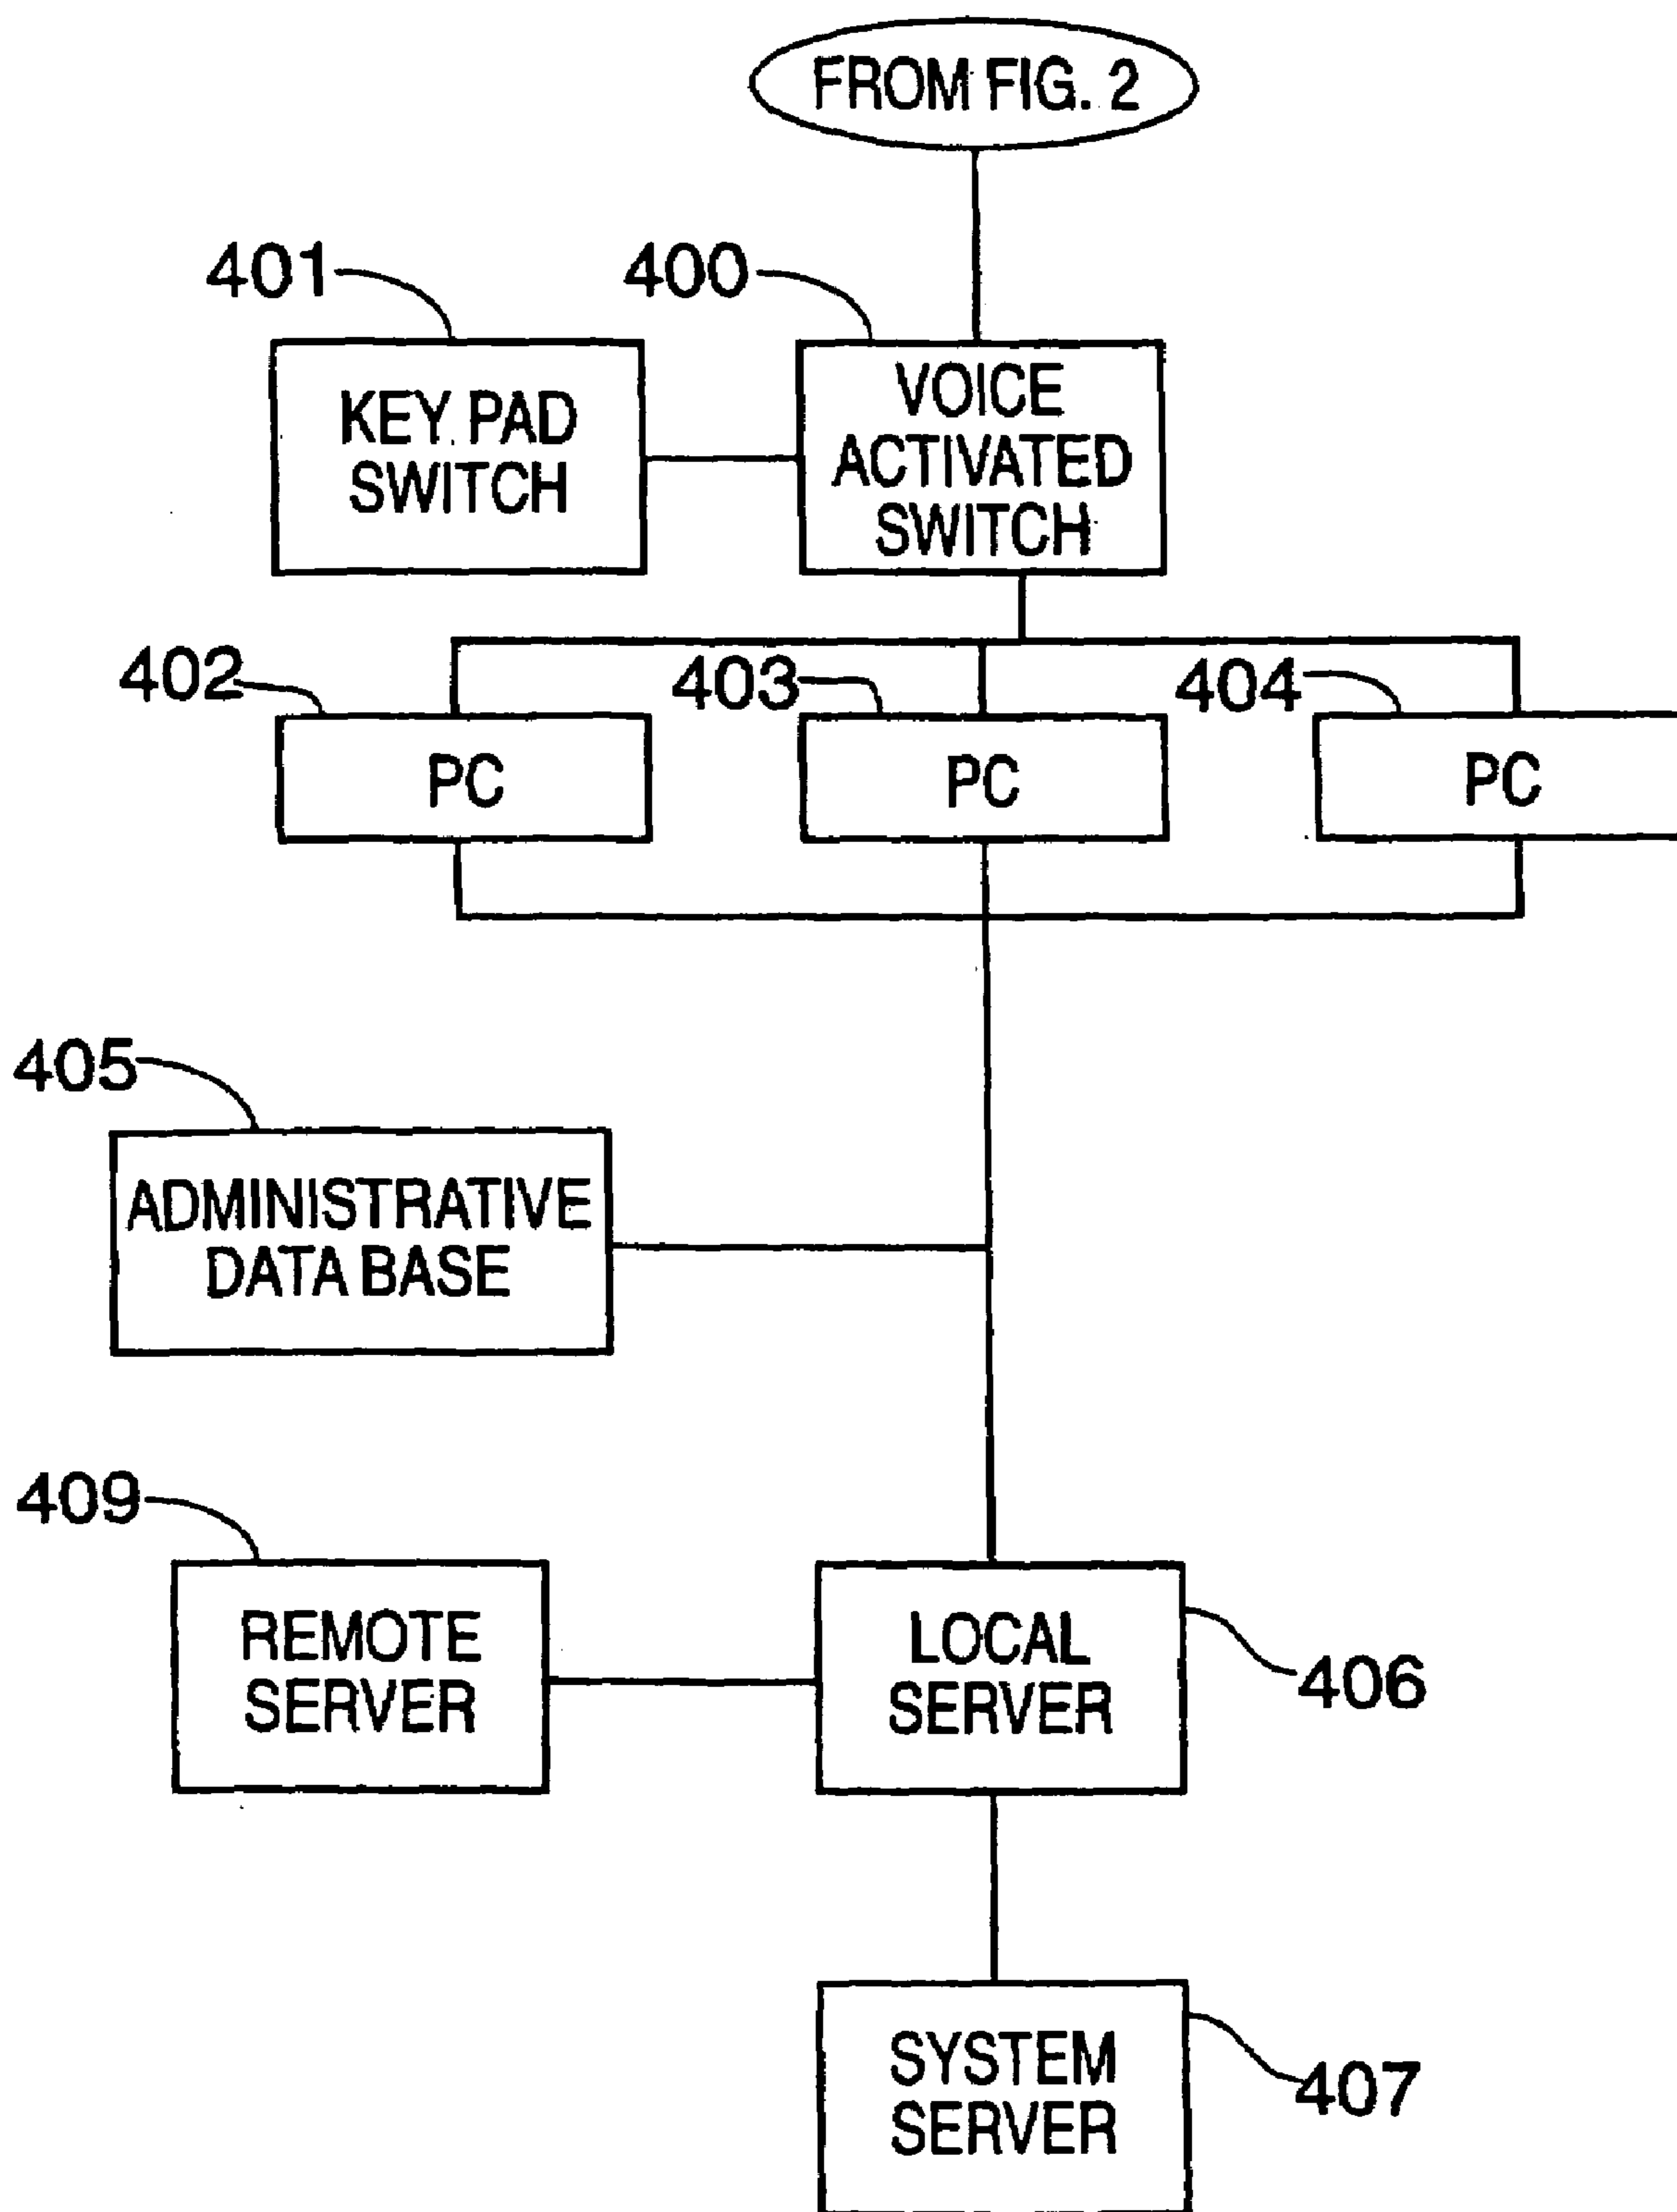 FROM FIG. 2
401
400
KEY PAD
SWITCH
VOICE
ACTIVATED
SWITCH
402
403
404
PC
PC
PC
405
ADMINISTRATIVE
DATA BASE
409
REMOTE
SERVER
LOCAL
SERVER
406
SYSTEM
SERVER
407